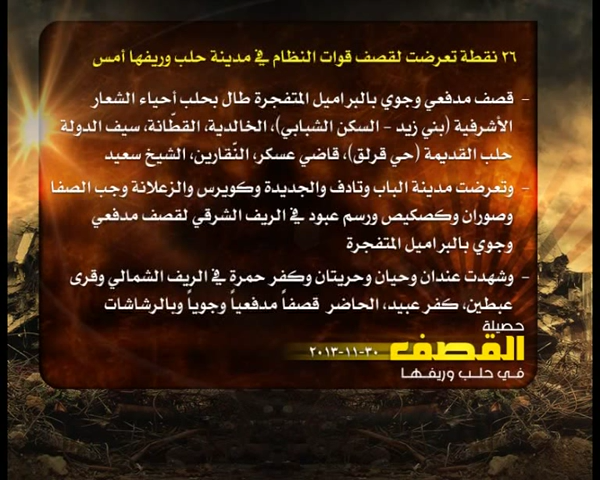 ٢٦ نقطة تعرضت لقصف قوات النظام في مدينة حلب وريفها أمس
- قصف مدفعي وجوي بالبراميل المتفجرة طال بحلب أحياء الشعار
الأشرفية (بني زيد - السكن الشبابي)، الخالدية، القطّانة، سيف الدولة
حلب القديمة (حي قرلق)، قاضي عسكر، النّقارين، الشيخ سعيد
- وتعرضت مدينة الباب وتادف والجديدة وكويرس والزعلانة وجب الصفا
وصوران وكصكيص ورسم عبود في الريف الشرقي لقصف مدفعي
وجوي بالبراميل المتفجرة
- وشهدت عندان وحيان وحريتان وكفر حمرة في الريف الشمالي وقرى
عبطين، كفر عبيد، الحاضر قصفاً مدفعياً وجوياً وبالرشاشات
حصيلة
القصف ٣٠-١١-٢٠١٣
في حلب وريفها